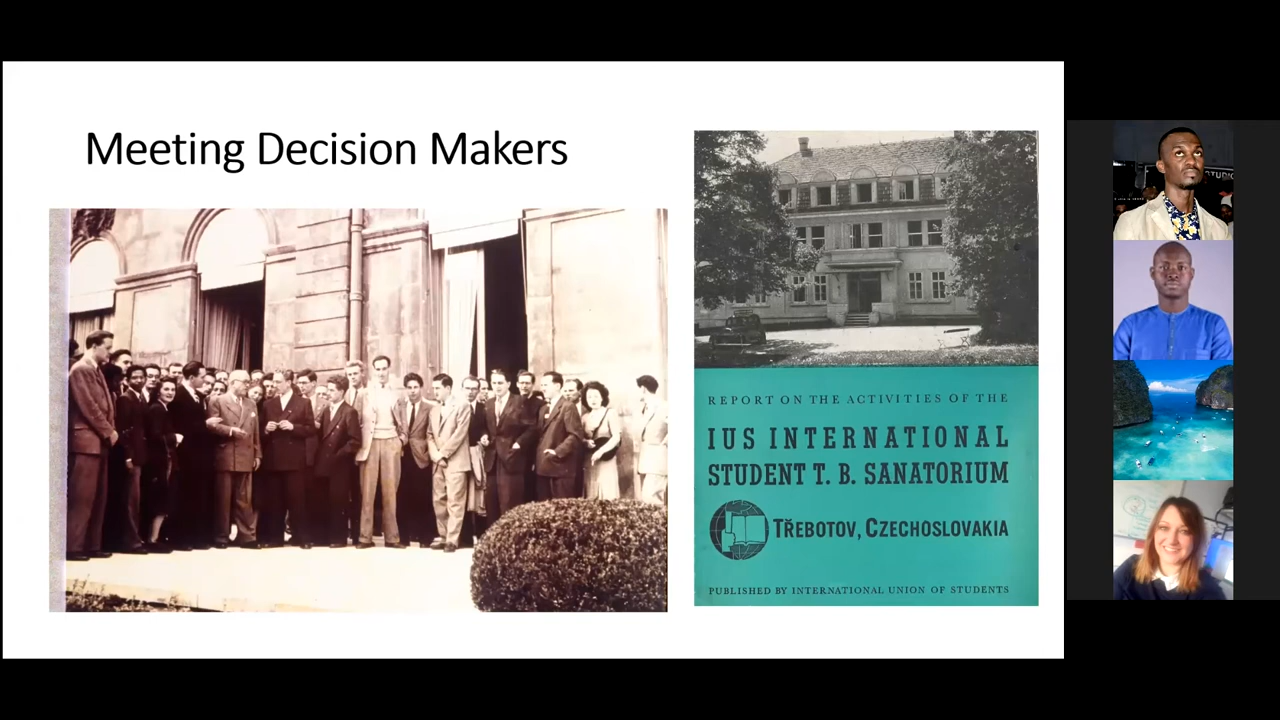 Meeting Decision Makers
REPORT ON THE ACTIVITIES OF THE
IUS INTERNATIONAL
STUDENT T. B. SANATORIUM
TŘEBOTOV, CZECHOSLOVAKIA
PUBLISHED BY INTERNATIONAL UNION OF STUDENTS